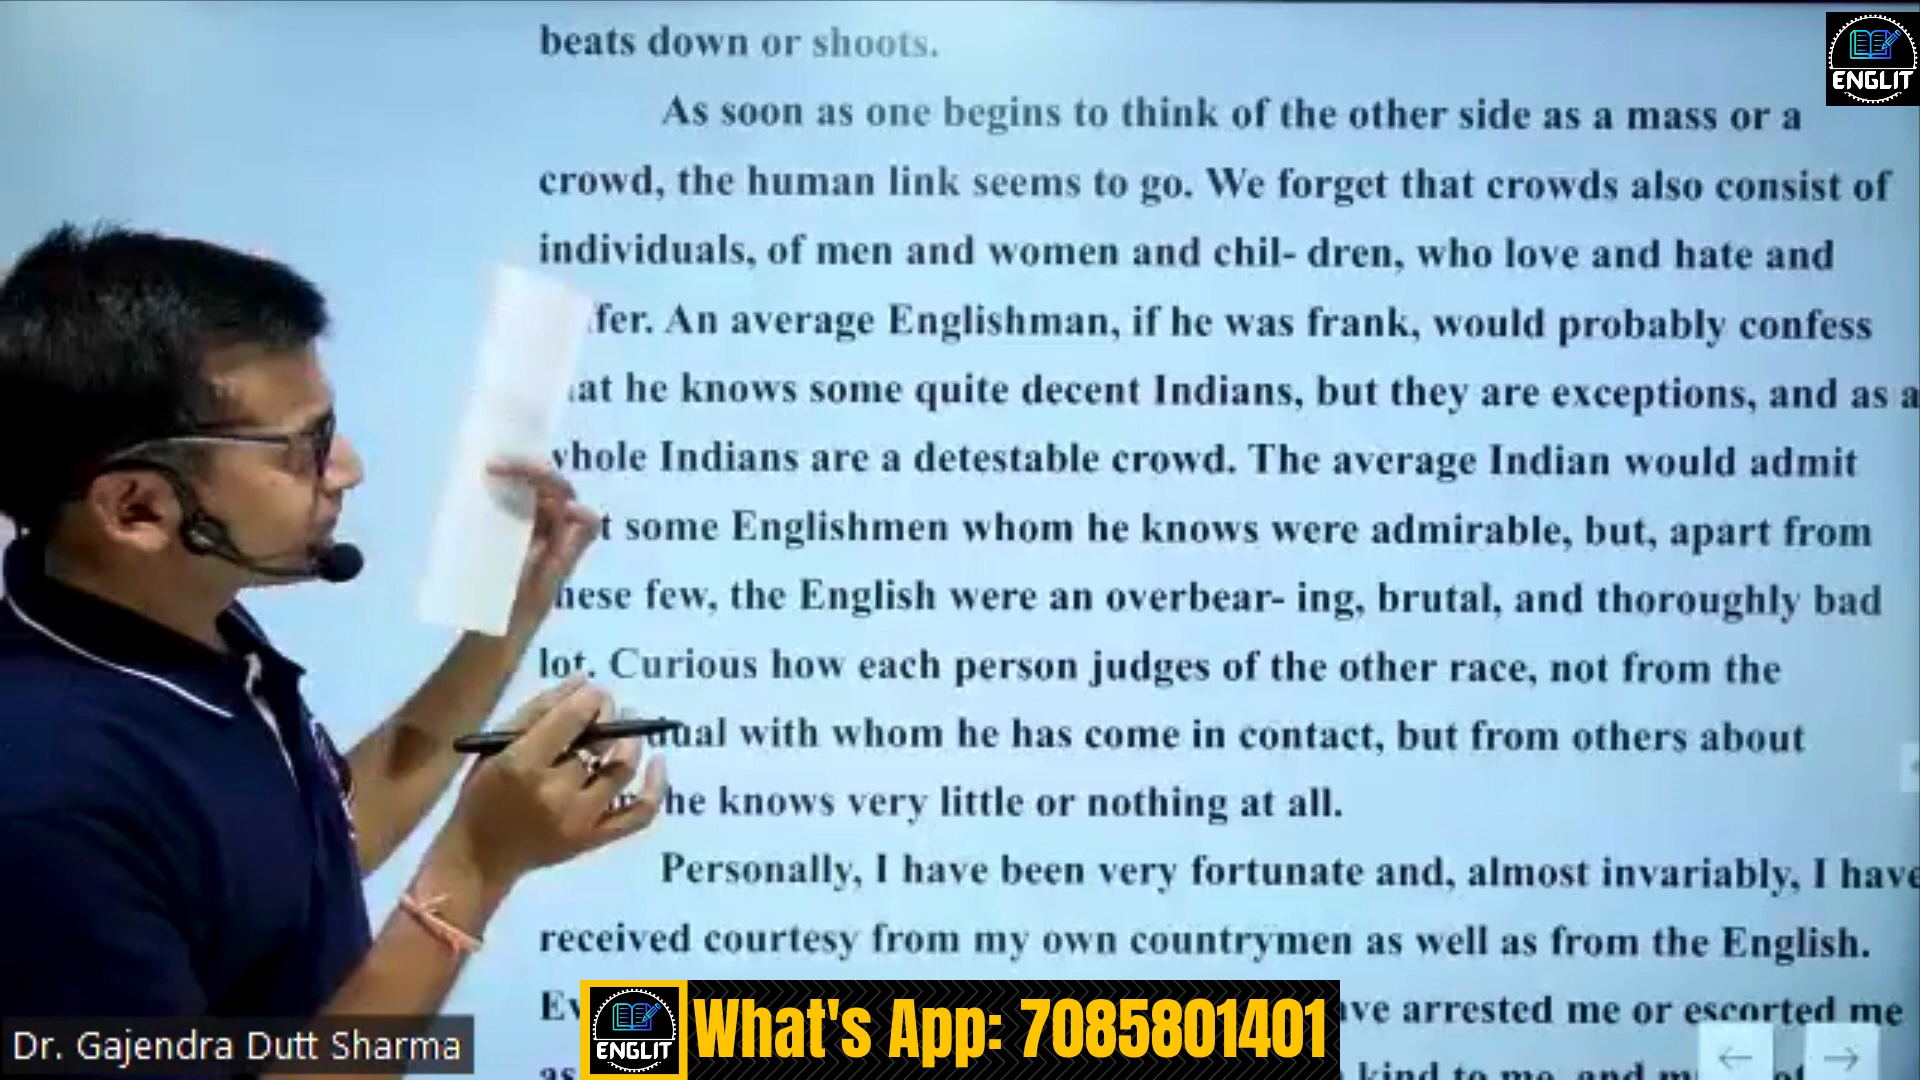 beats down or shoots.
As soon as one begins to think of the other side as a mass or a
crowd, the human link seems to go. We forget that crowds also consist of
individuals, of men and women and chil- dren, who love and hate and
fer. An average Englishman, if he was frank, would probably confess
at he knows some quite decent Indians, but they are exceptions, and as a
whole Indians are a detestable crowd. The average Indian would admit
t some Englishmen whom he knows were admirable, but, apart from
hese few, the English were an overbear- ing, brutal, and thoroughly bad
lot. Curious how each person judges of the other race, not from the
dual with whom he has come in contact, but from others about
he knows very little or nothing at all.
Personally, I have been very fortunate and, almost invariably, I have
received courtesy from my own countrymen as well as from the English.
Ev ve arrested me or escorted me
as kind to me, and m of
ENGLIT
ENGLIT
What's App: 7085801401
Dr. Gajendra Dutt Sharma